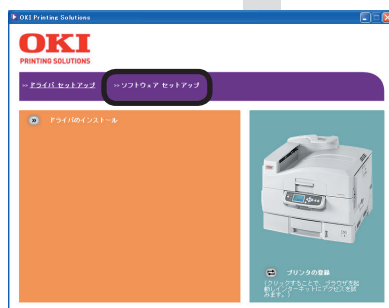 OKI Printing Solutions
OKI
PRINTING SOLUTIONS
>> ドライバ セットアップ >> ソフトウェア セットアップ
>> ドライバのインストール
プリンタの登録
(クリックすることで、ブラウザを起
動しインターネットにアクセスを試
みます。)